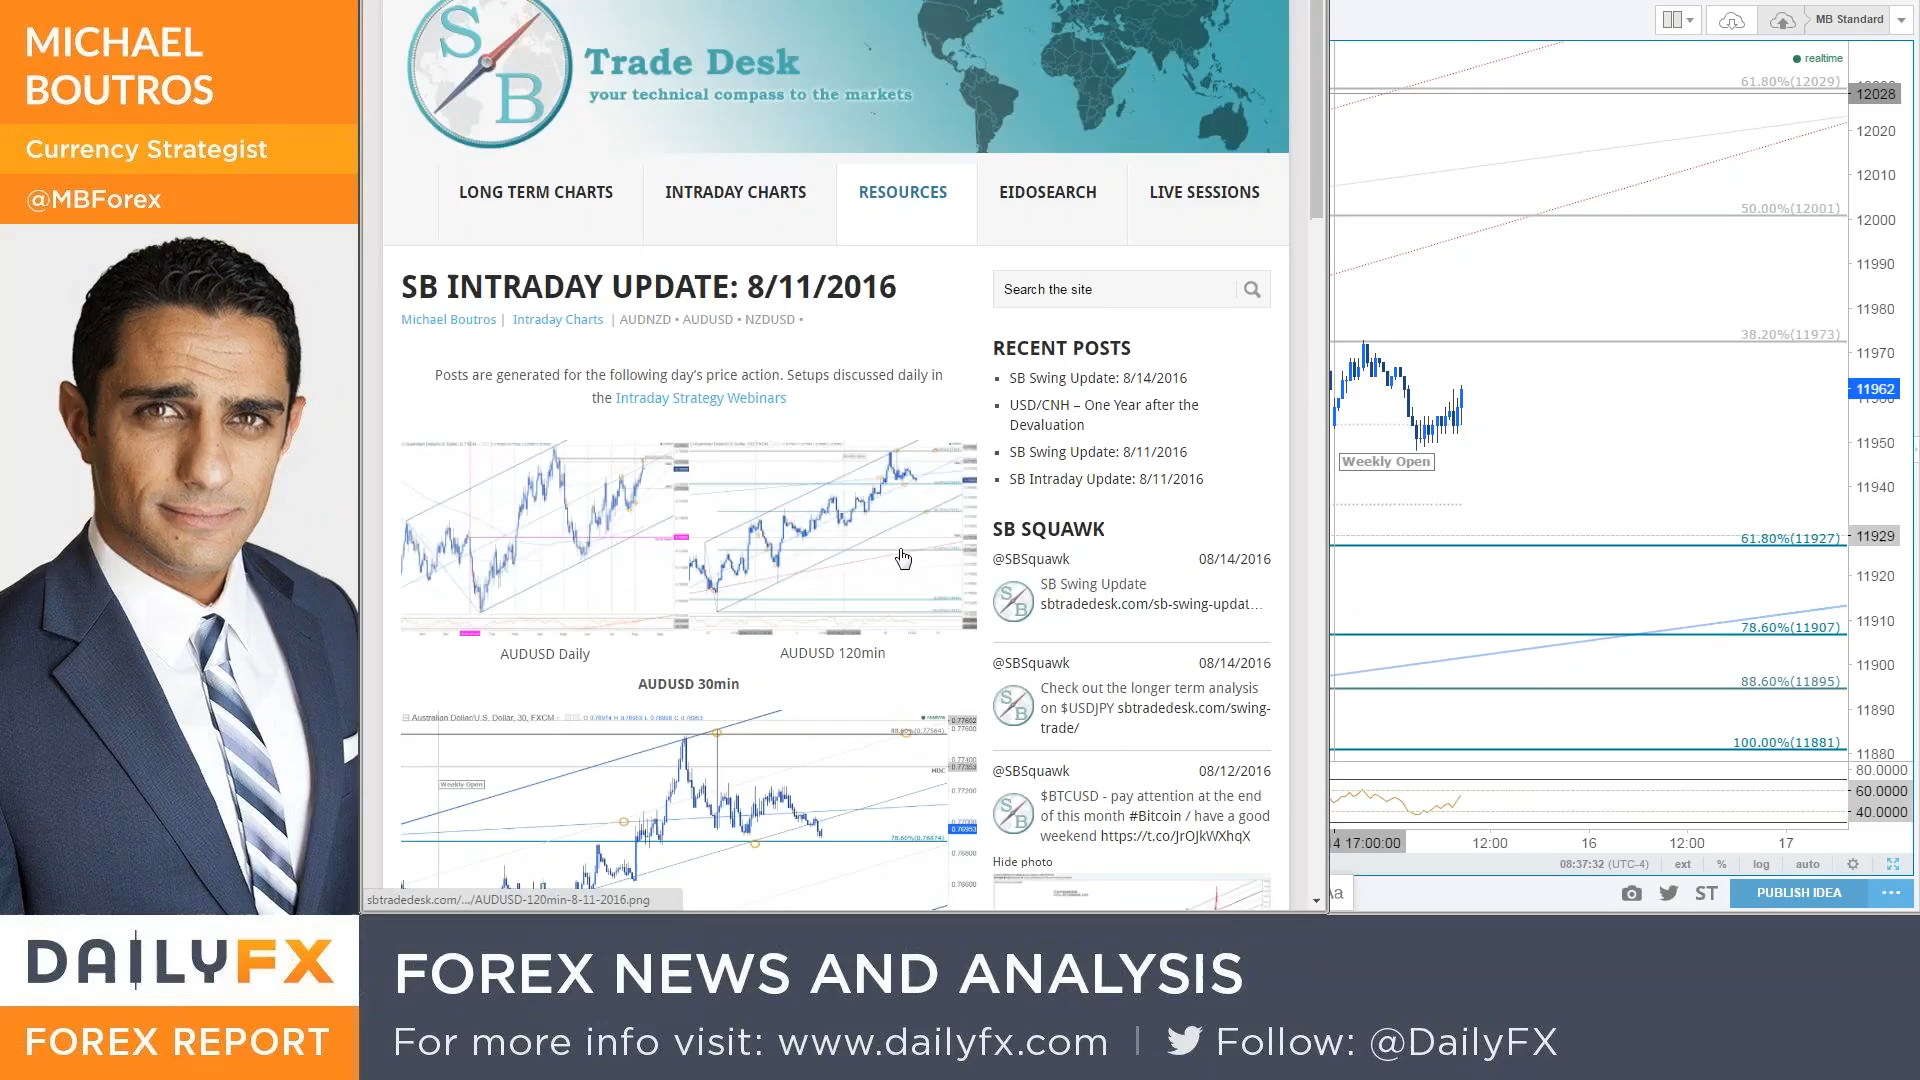 MICHAEL
BOUTROS
Currency Strategist
@MBForex
DAILYFX
FOREX REPORT
S
B
Trade Desk
your technical compass to the markets
LONG TERM CHARTS
INTRADAY CHARTS
RESOURCES
EIDOSEARCH
LIVE SESSIONS
SB INTRADAY UPDATE: 8/11/2016
Michael Boutros | Intraday Charts | AUDNZD • AUDUSD • NZDUSD •
Posts are generated for the following day's price action. Setups discussed daily in
the Intraday Strategy Webinars
AUDUSD Daily
AUDUSD 120min
AUDUSD 30min
Australian Dollar/U.S. Dollar, 30, FXCM
realtime
Weekly Open
sbtradedesk.com/.../AUDUSD-120min-8-11-2016.png
Search the site
RECENT POSTS
SB Swing Update: 8/14/2016
USD/CNH – One Year after the
Devaluation
SB Swing Update: 8/11/2016
SB Intraday Update: 8/11/2016
SB SQUAWK
@SBSquawk 08/14/2016
SB Swing Update
sbtradedesk.com/sb-swing-updat…
@SBSquawk 08/14/2016
Check out the longer term analysis
on $USDJPY sbtradedesk.com/swing-
trade/
@SBSquawk 08/12/2016
$BTCUSD - pay attention at the end
of this month #Bitcoin / have a good
weekend https://t.co/JrOJkWXhqX
Hide photo
MB Standard
realtime
61.80%(12029)
12028
12020
12010
50.00%(12001)
12000
11990
11980
38.20%(11973)
11970
11962
Weekly Open
11950
11940
61.80%(11927)
11929
11920
78.60%(11907)
11910
11900
88.60%(11895)
11890
100.00%(11881)
11880
80.0000
60.0000
40.0000
4 17:00:00
12:00
16
12:00
17
08:37:32 (UTC-4)
ext
%
log
auto
ST
PUBLISH IDEA
FOREX NEWS AND ANALYSIS
For more info visit: www.dailyfx.com | Follow: @DailyFX